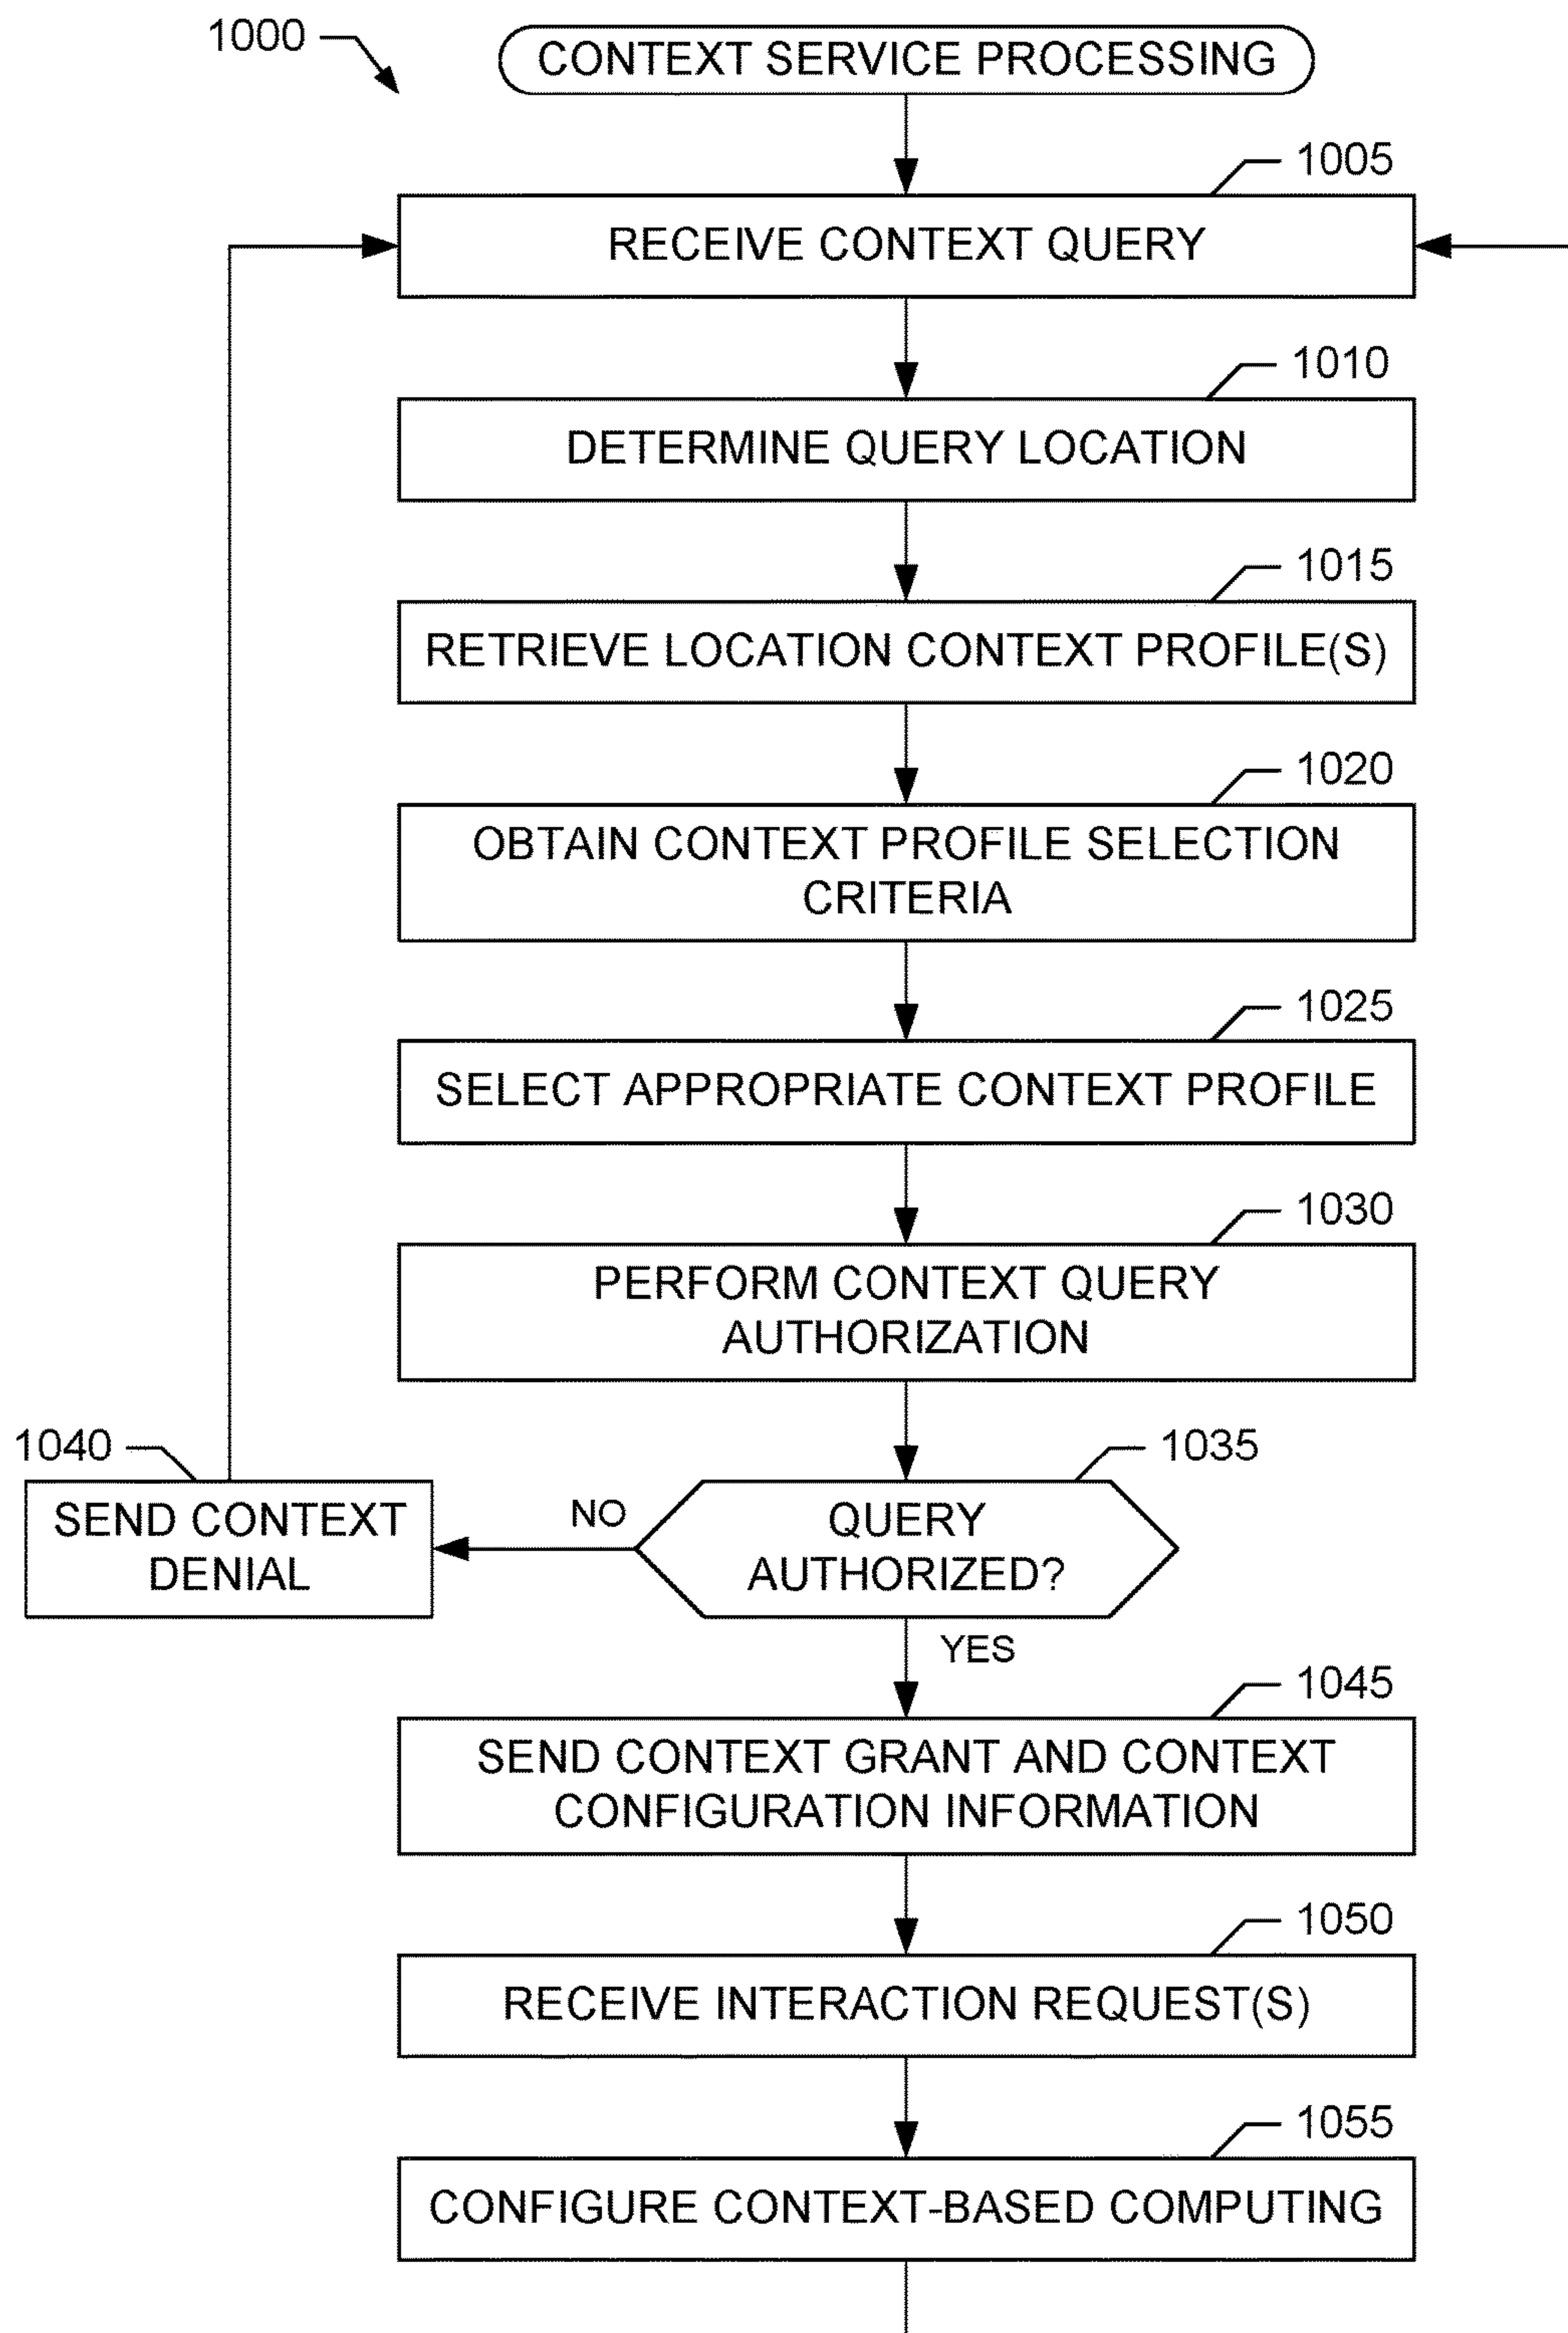 1000
CONTEXT SERVICE PROCESSING
1005
RECEIVE CONTEXT QUERY
1010
DETERMINE QUERY LOCATION
1015
RETRIEVE LOCATION CONTEXT PROFILE(S)
1020
OBTAIN CONTEXT PROFILE SELECTION
CRITERIA
1025
SELECT APPROPRIATE CONTEXT PROFILE
1030
PERFORM CONTEXT QUERY
AUTHORIZATION
1035
QUERY
AUTHORIZED?
NO
1040
SEND CONTEXT
DENIAL
YES
1045
SEND CONTEXT GRANT AND CONTEXT
CONFIGURATION INFORMATION
1050
RECEIVE INTERACTION REQUEST(S)
1055
CONFIGURE CONTEXT-BASED COMPUTING